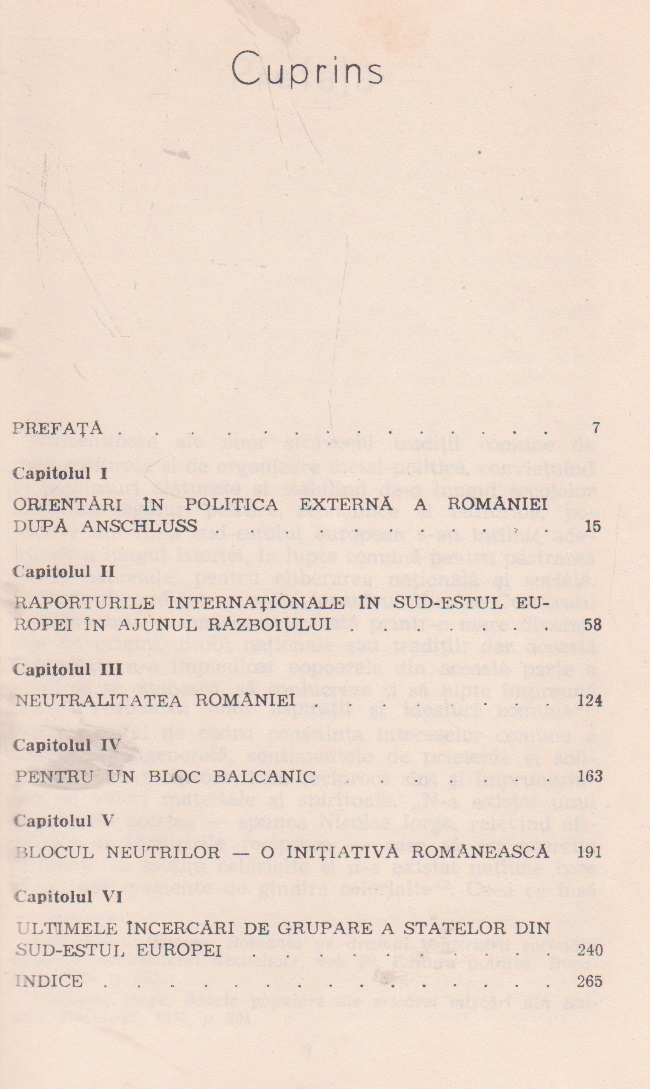 Cuprins
PREFAȚĂ . . . . . . . . . . . . . . 7
Capitolul I
ORIENTĂRI ÎN POLITICA EXTERNĂ A ROMÂNIEI
DUPĂ ANSCHLUSS . . . . . . . . . . 15
Capitolul II
RAPORTURILE INTERNAȚIONALE ÎN SUD-ESTUL EU-
ROPEI ÎN AJUNUL RĂZBOIULUI . . . . . . 58
Capitolul III
NEUTRALITATEA ROMÂNIEI . . . . . . . 124
Capitolul IV
PENTRU UN BLOC BALCANIC . . . . . . 163
Capitolul V
BLOCUL NEUTRILOR — O INIȚIATIVĂ ROMÂNEASCĂ 191
Capitolul VI
ULTIMELE ÎNCERCĂRI DE GRUPARE A STATELOR DIN
SUD-ESTUL EUROPEI . . . . . . . . . 240
INDICE . . . . . . . . . . . . . . 265